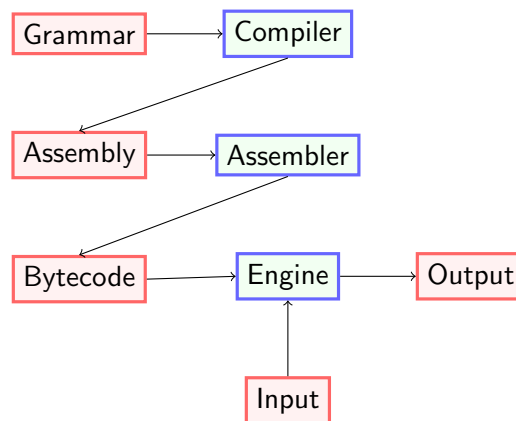 Grammar
Compiler
Assembly
Assembler
Bytecode
Engine
Output
Input